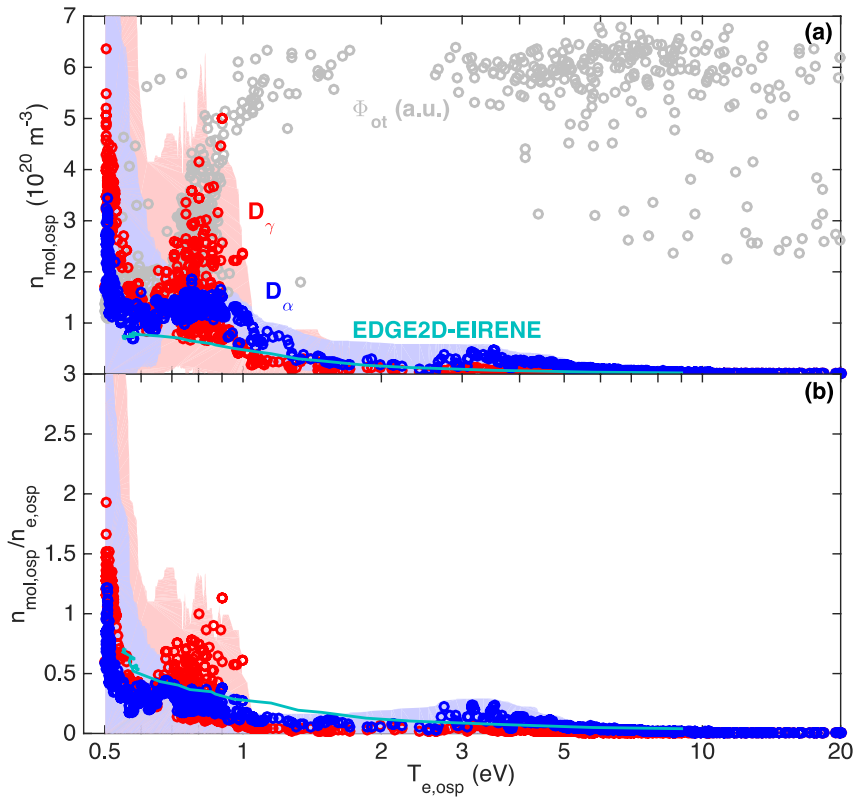 (a)
7
6
5
4
3
2
1
3
n_mol,osp (10^20 m^-3)
Φ_ot (a.u.)
D_γ
D_α
EDGE2D-EIRENE
(b)
2.5
2
1.5
1
0.5
0
n_mol,osp/n_e,osp
0.5 1 2 3 5 10 20
T_e,osp (eV)